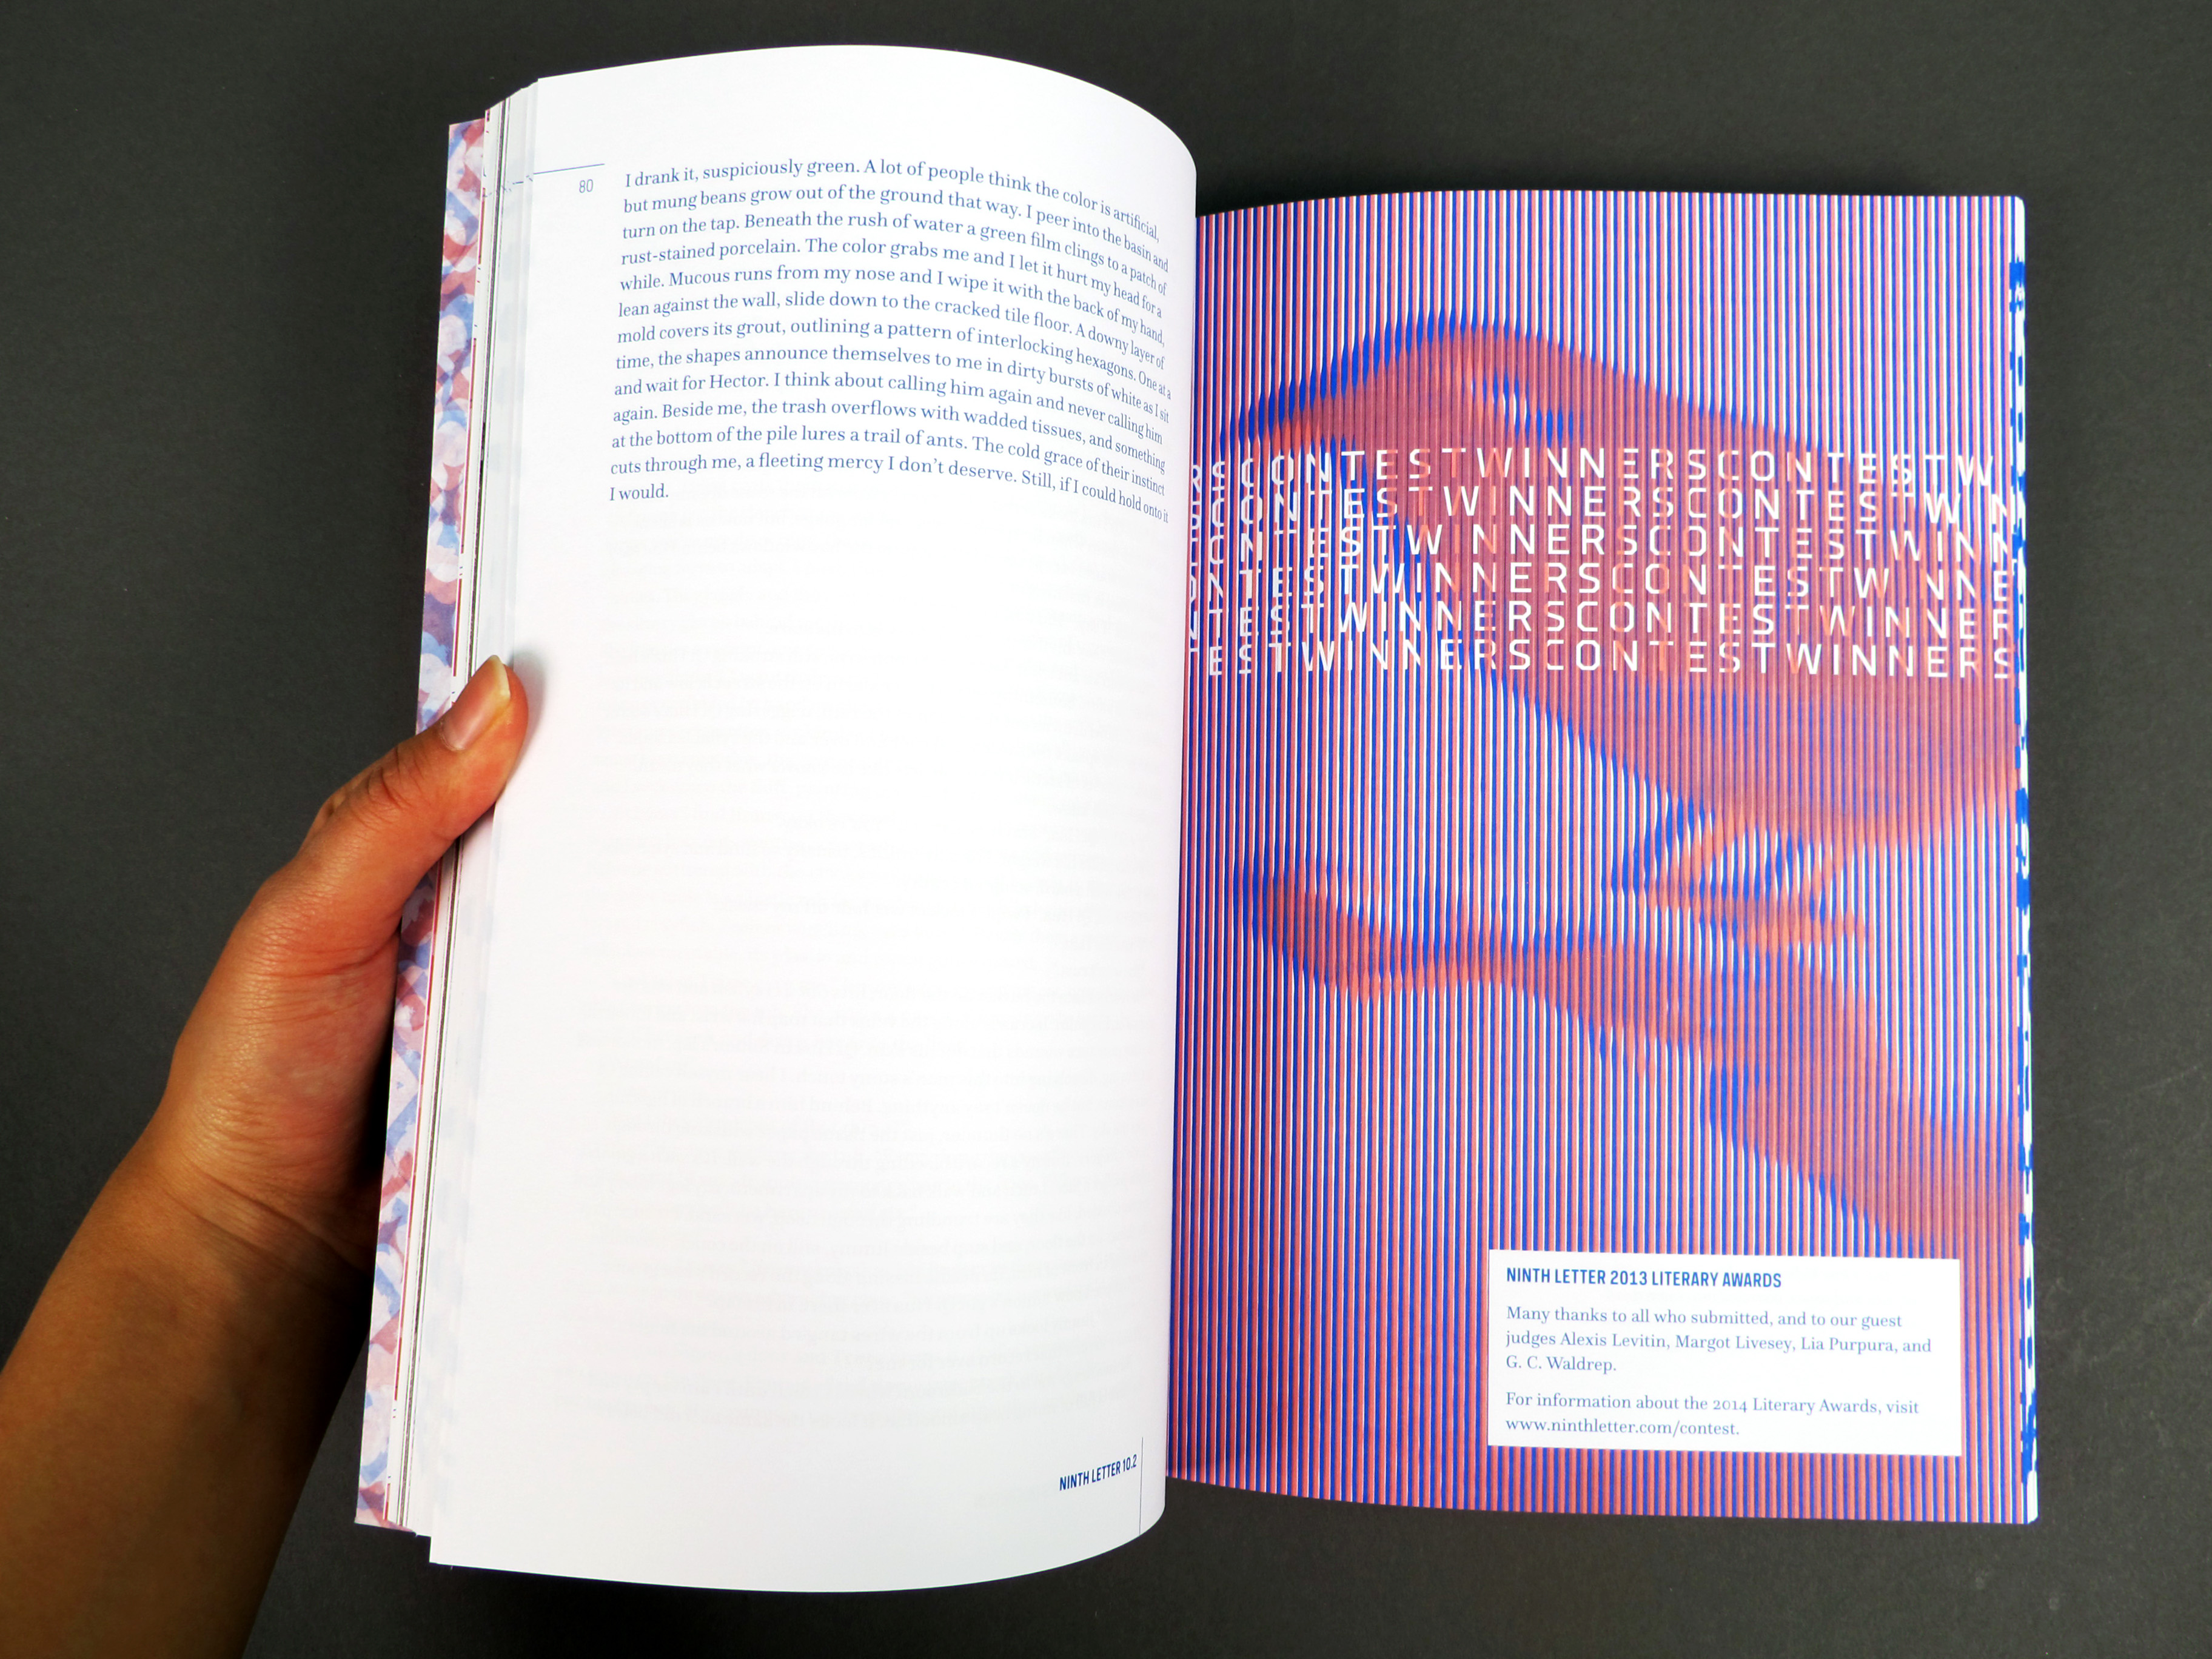 80
I drank it, suspiciously green. A lot of people think the color is artificial,
but mung beans grow out of the ground that way. I peer into the basin and
turn on the tap. Beneath the rush of water a green film clings to a patch of
rust-stained porcelain. The color grabs me and I let it hurt my head for a
while. Mucous runs from my nose and I wipe it with the back of my hand,
lean against the wall, slide down to the cracked tile floor. A downy layer of
mold covers its grout, outlining a pattern of interlocking hexagons. One at a
time, the shapes announce themselves to me in dirty bursts of white as I sit
and wait for Hector. I think about calling him again and never calling him
again. Beside me, the trash overflows with wadded tissues, and something
at the bottom of the pile lures a trail of ants. The cold grace of their instinct
cuts through me, a fleeting mercy I don't deserve. Still, if I could hold onto it
I would.
NINTH LETTER 10.2
RSCONTESTWINNERSCONTESTW
SCONTESTWINNERSCONTESTWIN
CONTESTWINNERSCONTESTWINN
ONTESTWINNERSCONTESTWINNE
NTESTWINNERSCONTESTWINNER
TESTWINNERSCONTESTWINNERS
NINTH LETTER 2013 LITERARY AWARDS
Many thanks to all who submitted, and to our guest
judges Alexis Levitin, Margot Livesey, Lia Purpura, and
G. C. Waldrep.
For information about the 2014 Literary Awards, visit
www.ninthletter.com/contest.